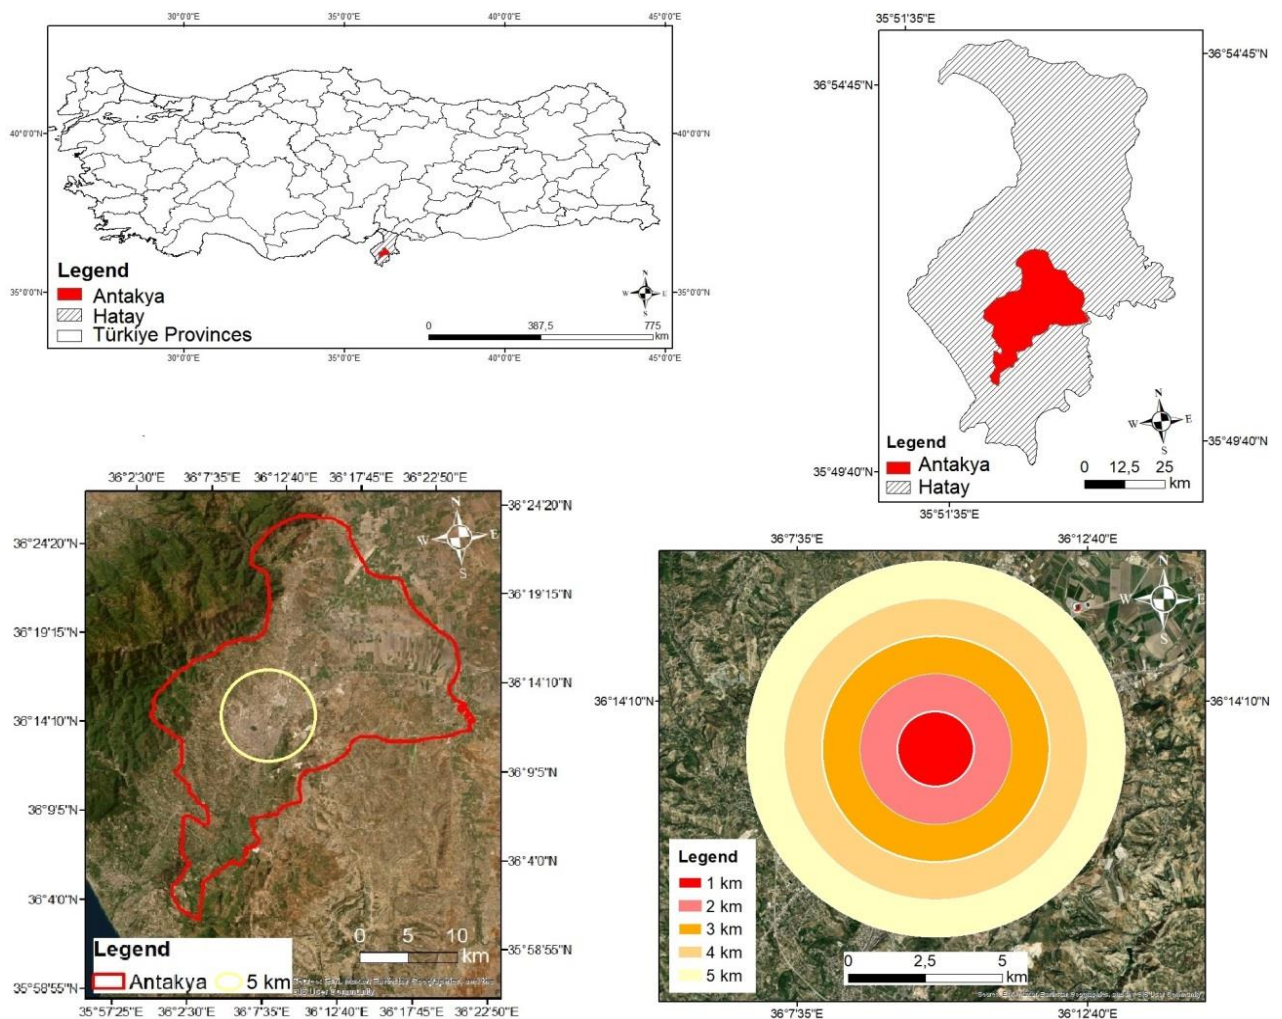 30°0'0"E 35°0'0"E 40°0'0"E 45°0'0"E
40°0'0"N 40°0'0"N
35°0'0"N 35°0'0"N
Legend
Antakya
Hatay
Türkiye Provinces
N
W E
S
0 387,5 775
km
30°0'0"E 35°0'0"E 40°0'0"E 45°0'0"E
35°51'35"E
36°54'45"N
36°54'45"N
N
W E
S
Legend
Antakya
Hatay
0 12,5 25
km
35°49'40"N
35°49'40"N
51°35'35"E
36°2'30"E 36°7'35"E 36°12'40"E 36°17'45"E 36°22'50"E
36°24'20"N
36°24'20"N
N
W E
S
36°19'15"N
36°19'15"N
36°14'10"N
36°14'10"N
36°9'5"N
36°9'5"N
36°4'0"N
36°4'0"N
35°58'55"N
35°58'55"N
0 5 10
km
Legend
Antakya 5 km
35°57'25"E 36°2'30"E 36°7'35"E 36°12'40"E 36°17'45"E 36°22'50"E
36°7'35"E 36°12'40"E
N
W E
S
36°14'10"N 36°14'10"N
Legend
1 km
2 km
3 km
4 km
5 km
0 2,5 5
km
36°7'35"E 36°12'40"E